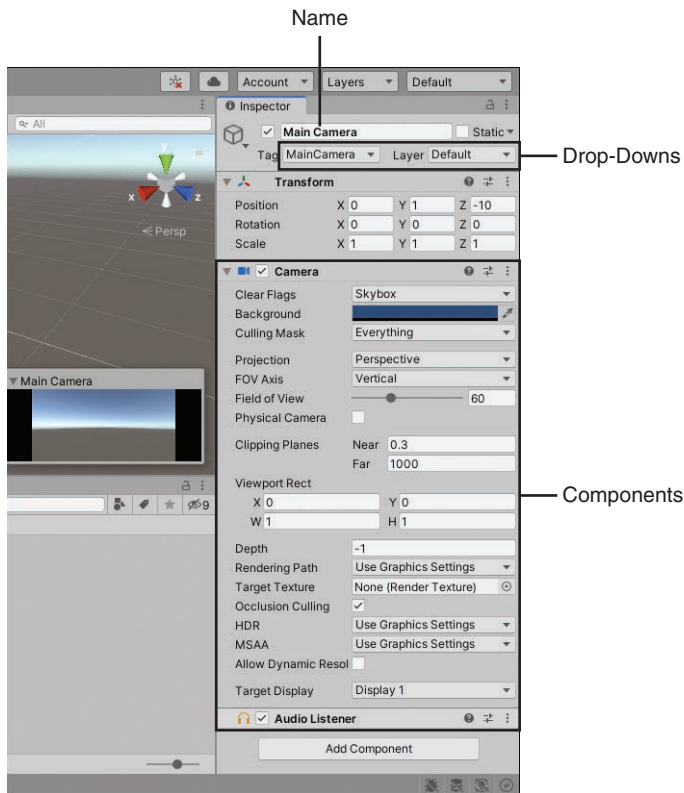 Name
Account Layers Default
Inspector
All
Main Camera Static
Tag MainCamera Layer Default
Drop-Downs
Transform
Position X 0 Y 1 Z -10
Rotation X 0 Y 0 Z 0
Scale X 1 Y 1 Z 1
y
x z
Persp
Camera
Clear Flags Skybox
Background
Culling Mask Everything
Projection Perspective
FOV Axis Vertical
Main Camera
Field of View 60
Physical Camera
Clipping Planes Near 0.3
Far 1000
Viewport Rect
X 0 Y 0
W 1 H 1
Components
9
Depth -1
Rendering Path Use Graphics Settings
Target Texture None (Render Texture)
Occlusion Culling
HDR Use Graphics Settings
MSAA Use Graphics Settings
Allow Dynamic Resol
Target Display Display 1
Audio Listener
Add Component